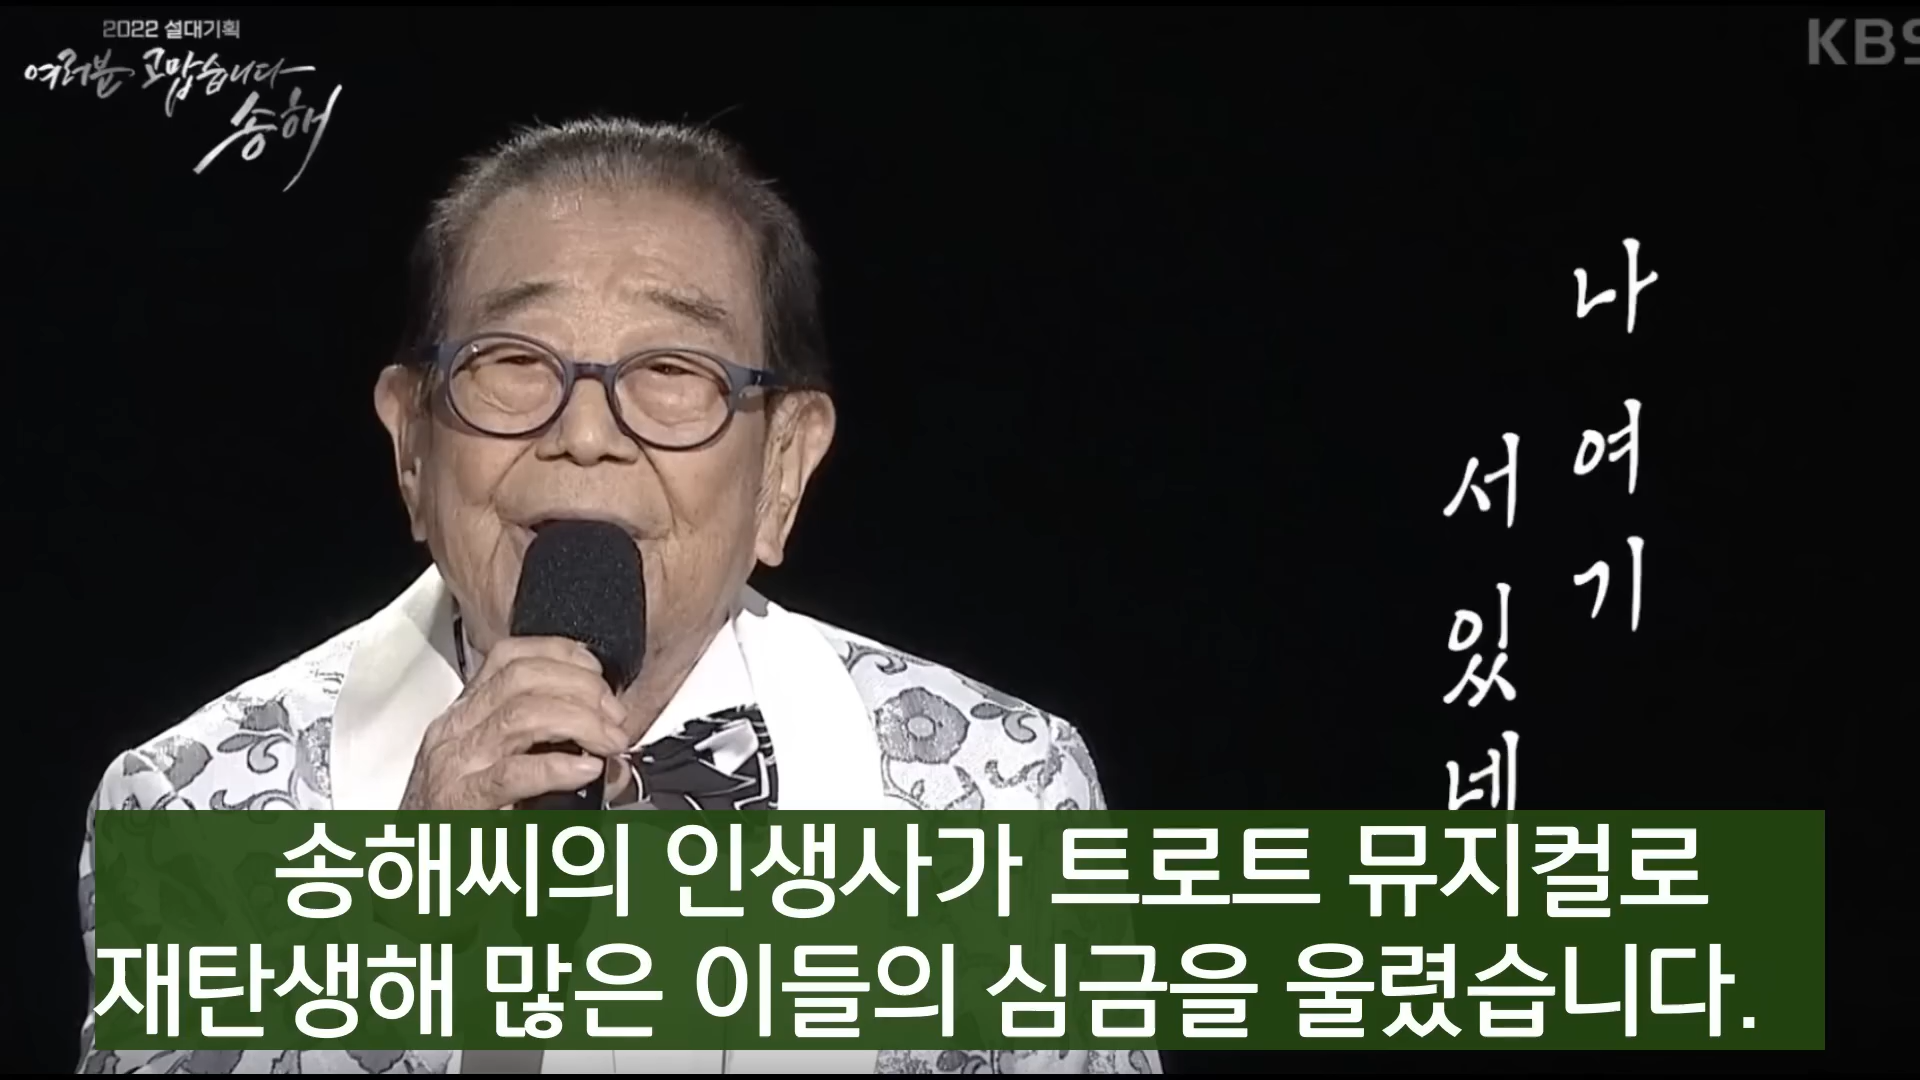 2022 설대기획
여러분 고맙습니다
송해
KBS
나 여기
서 있네
송해씨의 인생사가 트로트 뮤지컬로
재탄생해 많은 이들의 심금을 울렸습니다.